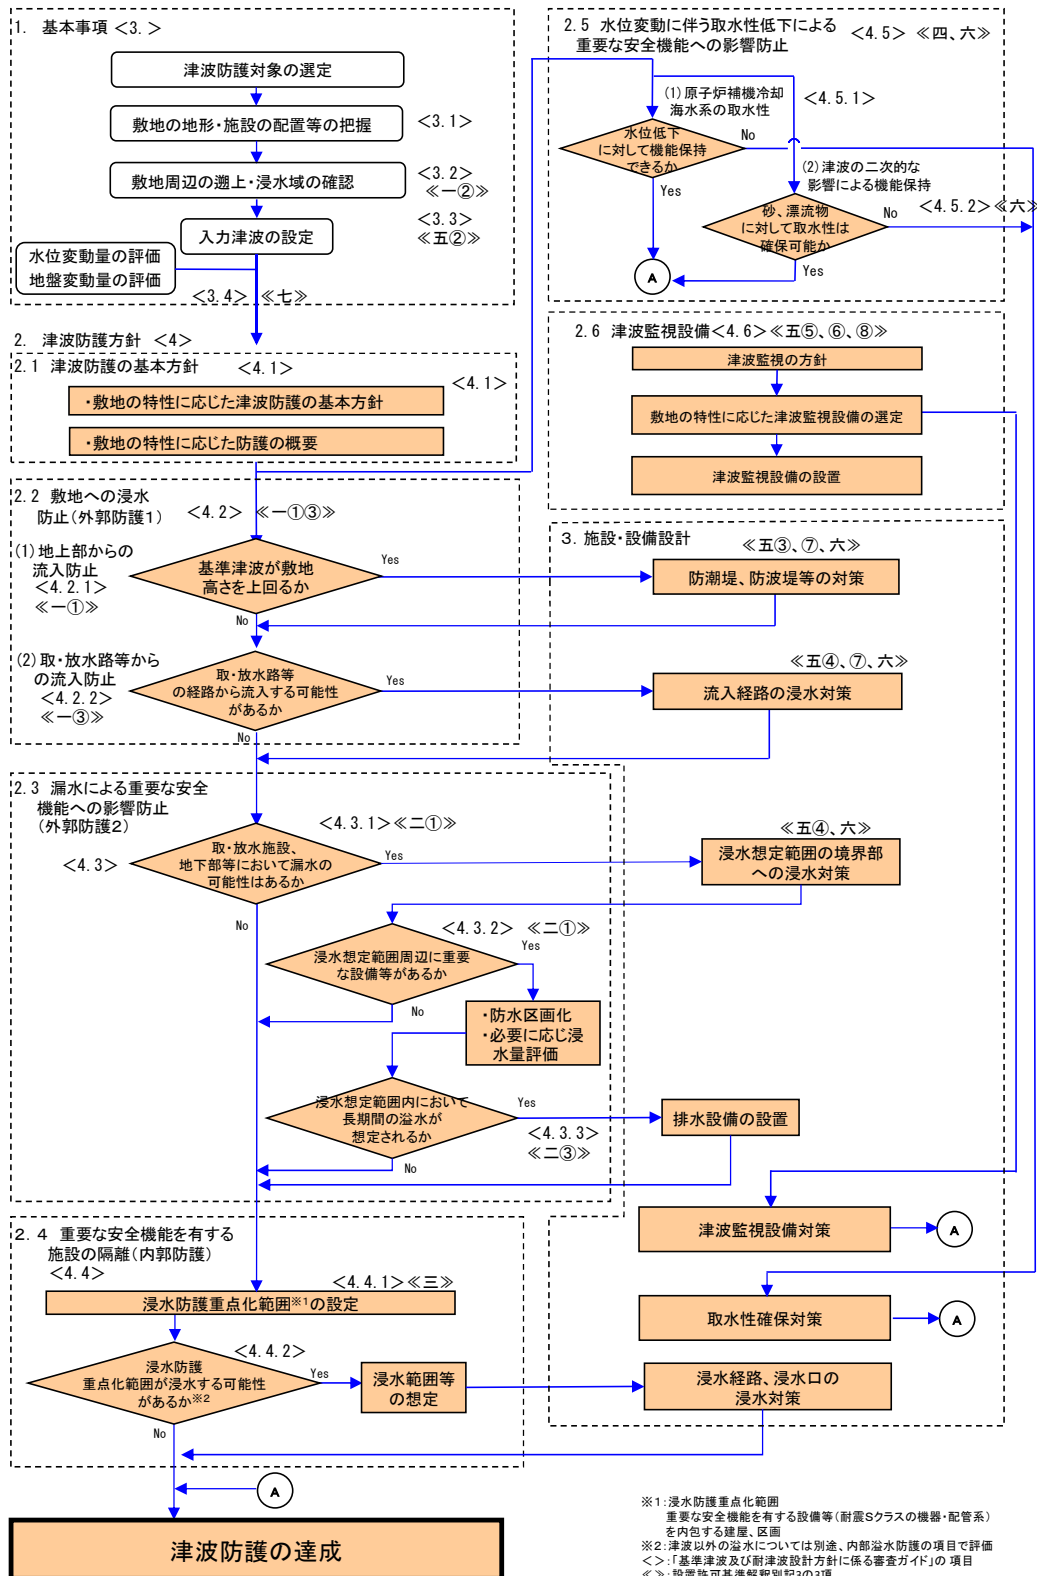 1. 基本事項 <3. >
津波防護対象の選定
敷地の地形・施設の配置等の把握
<3.1>
敷地周辺の遡上・浸水域の確認
<3.2>
≪一②≫
入力津波の設定
<3.3>
≪五②≫
水位変動量の評価
地盤変動量の評価
<3.4> ≪七≫
2. 津波防護方針 <4>
2.1 津波防護の基本方針 <4.1>
<4.1>
・敷地の特性に応じた津波防護の基本方針
・敷地の特性に応じた防護の概要
2.2 敷地への浸水
防止(外郭防護1)
<4.2> ≪一①③≫
(1)地上部からの
流入防止
<4.2.1>
≪一①≫
基準津波が敷地
高さを上回るか
Yes
No
(2)取・放水路等から
の流入防止
<4.2.2>
≪一③≫
取・放水路等
の経路から流入する可能性
があるか
Yes
No
2.3 漏水による重要な安全
機能への影響防止
(外郭防護2)
<4.3.1>≪二①≫
<4.3>
取・放水施設、
地下部等において漏水の
可能性はあるか
Yes
No
<4.3.2> ≪二①≫
浸水想定範囲周辺に重要
な設備等があるか
Yes
No
・防水区画化
・必要に応じ浸
水量評価
浸水想定範囲内において
長期間の溢水が
想定されるか
Yes
No
<4.3.3>
≪二③≫
2.4 重要な安全機能を有する
施設の隔離(内郭防護)
<4.4>
<4.4.1>≪三≫
浸水防護重点化範囲※1の設定
<4.4.2>
浸水防護
重点化範囲が浸水する可能性
があるか※2
Yes
No
浸水範囲等
の想定
A
津波防護の達成
2.5 水位変動に伴う取水性低下による
重要な安全機能への影響防止
<4.5> ≪四、六≫
(1)原子炉補機冷却
海水系の取水性
<4.5.1>
水位低下
に対して機能保持
できるか
No
Yes
(2)津波の二次的な
影響による機能保持
<4.5.2>≪六≫
砂、漂流物
に対して取水性は
確保可能か
No
Yes
A
2.6 津波監視設備<4.6>≪五⑤、⑥、⑧≫
津波監視の方針
敷地の特性に応じた津波監視設備の選定
津波監視設備の設置
3. 施設・設備設計
≪五③、⑦、六≫
防潮堤、防波堤等の対策
≪五④、⑦、六≫
流入経路の浸水対策
≪五④、六≫
浸水想定範囲の境界部
への浸水対策
排水設備の設置
津波監視設備対策
A
取水性確保対策
A
浸水経路、浸水口の
浸水対策
※1:浸水防護重点化範囲
重要な安全機能を有する設備等(耐震Sクラスの機器・配管系)
を内包する建屋、区画
※2:津波以外の溢水については別途、内部溢水防護の項目で評価
< >:「基準津波及び耐津波設計方針に係る審査ガイド」の 項目
≪ ≫:設置許可基準解釈別記3の3項